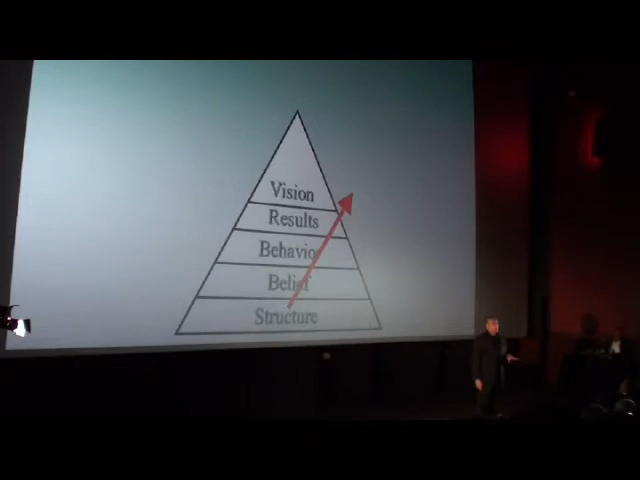 Vision
Results
Behavior
Belief
Structure